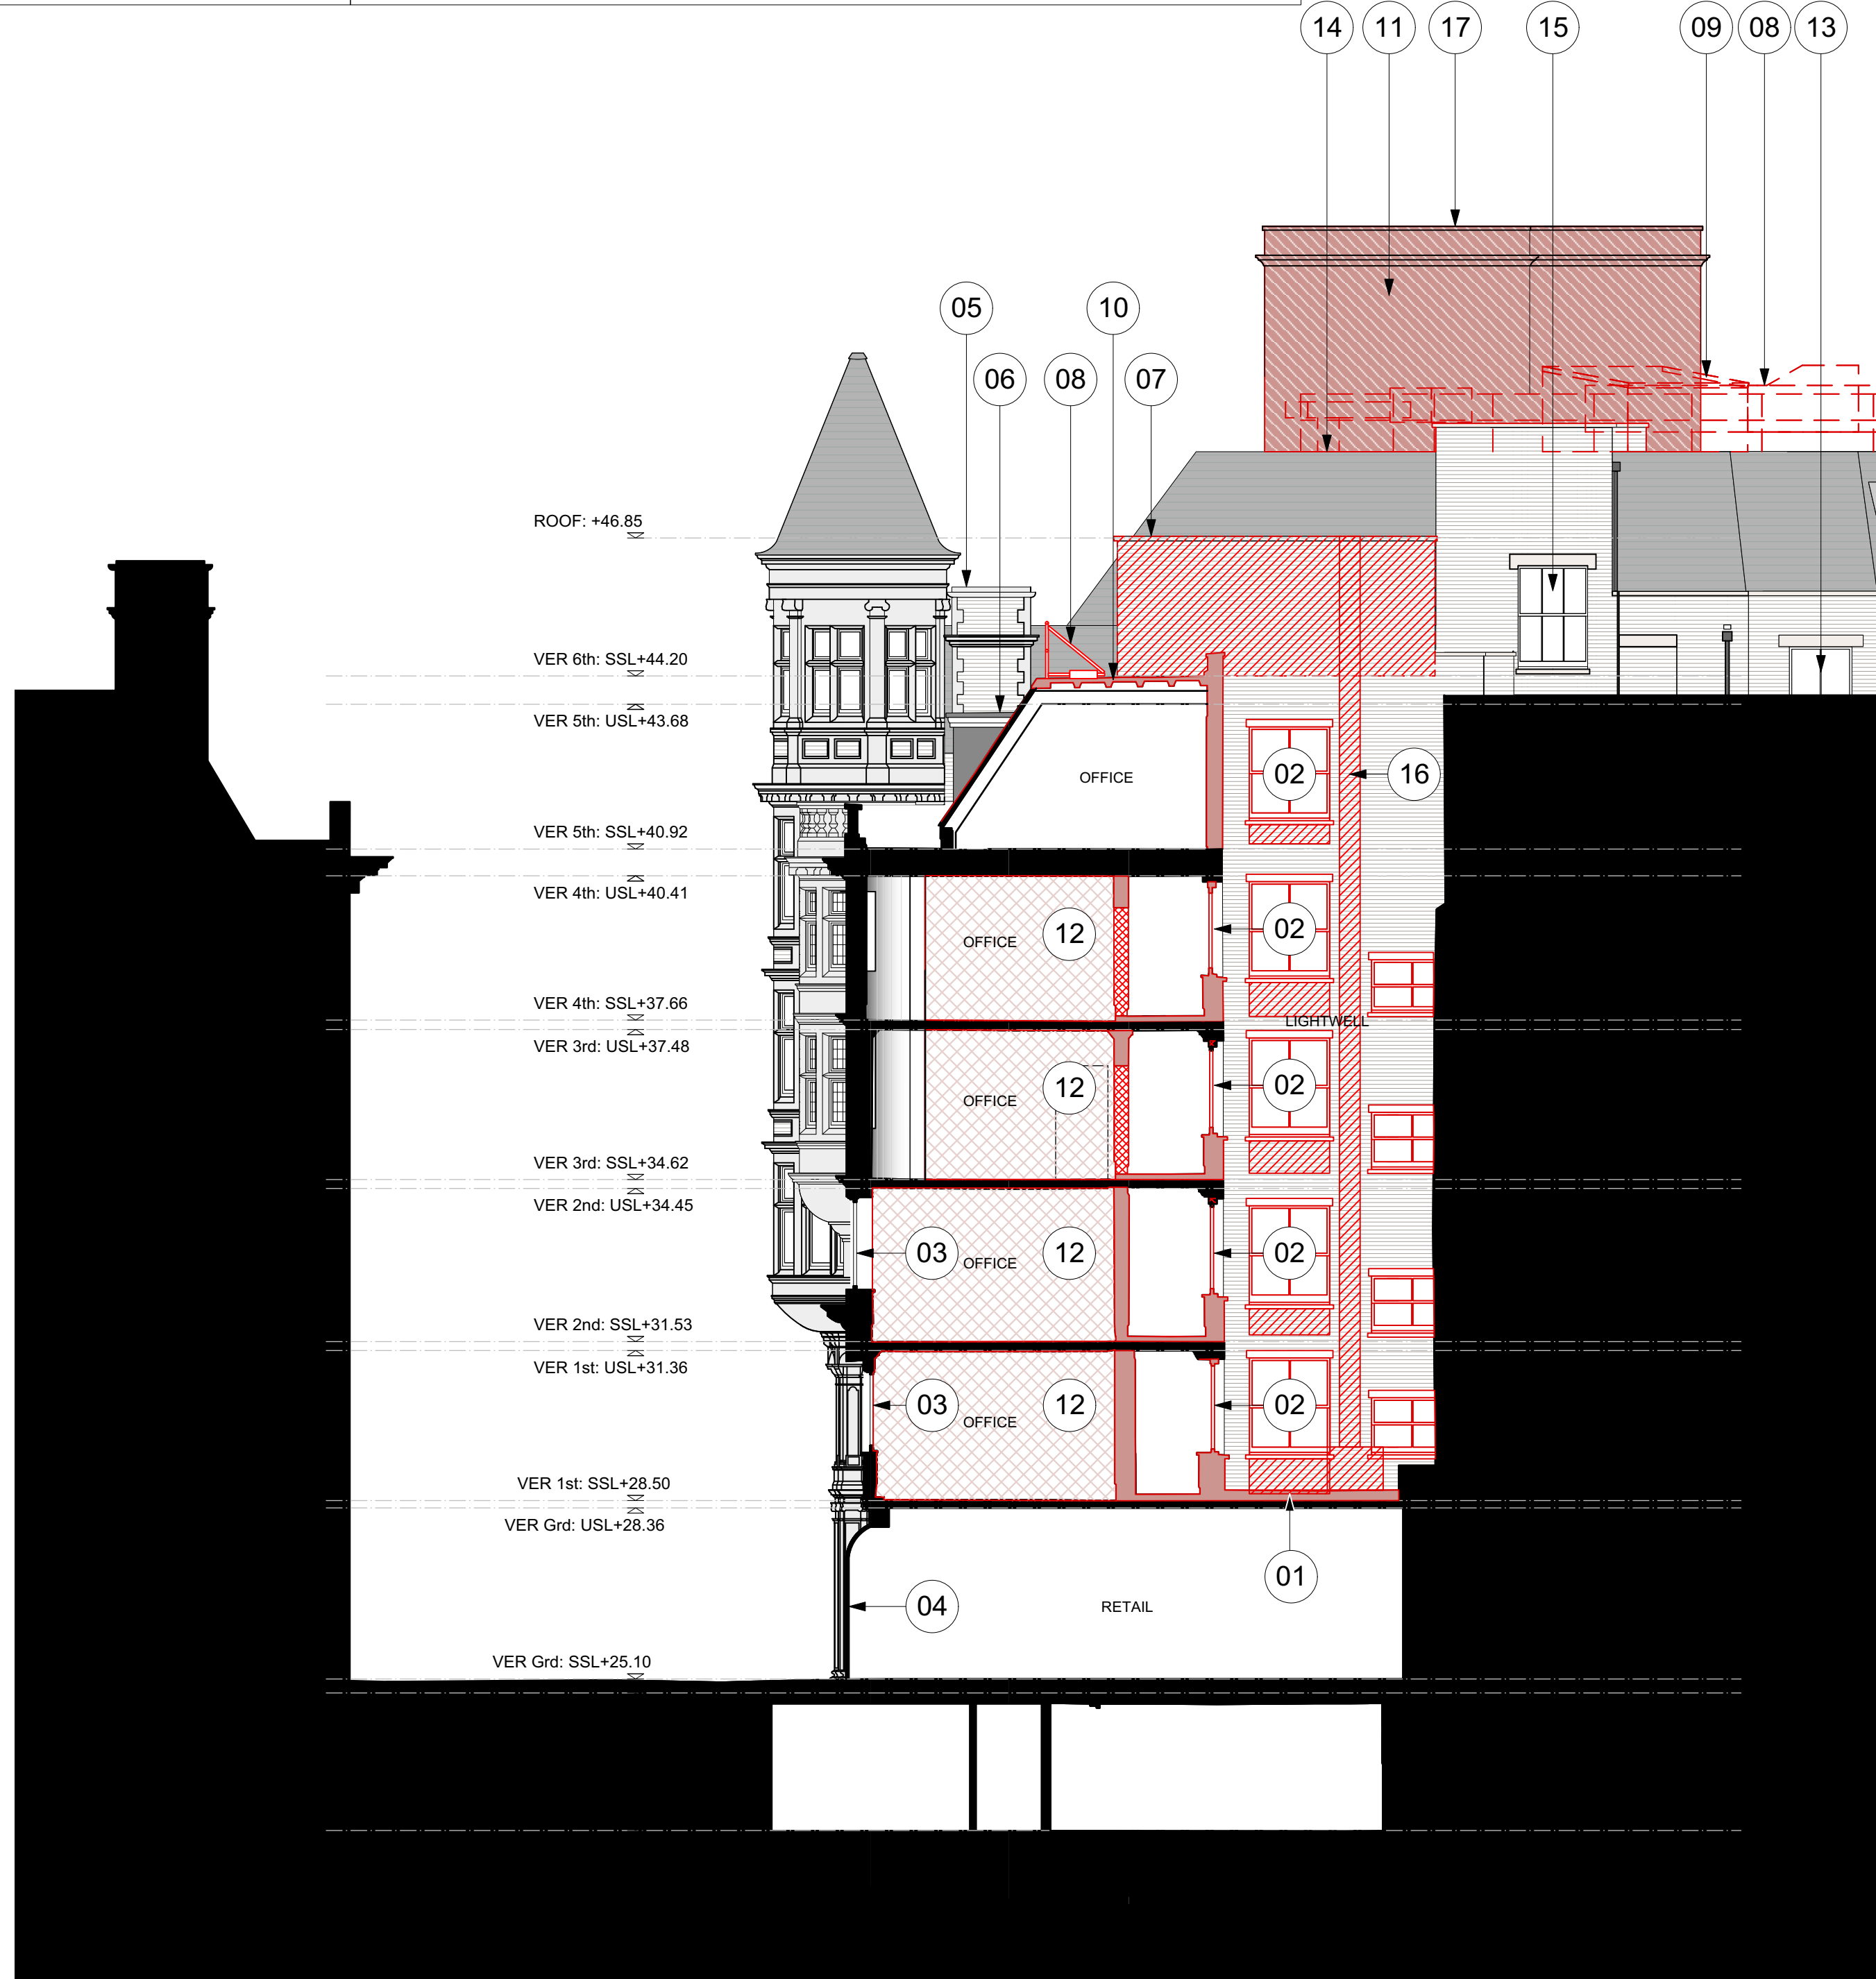 14 11 17 15 09 08 13
05 10
06 08 07
ROOF: +46.85
VER 6th: SSL+44.20
VER 5th: USL+43.68
OFFICE 02 16
VER 5th: SSL+40.92
VER 4th: USL+40.41
OFFICE 12 02
VER 4th: SSL+37.66
LIGHTWELL
VER 3rd: USL+37.48
OFFICE 12 02
VER 3rd: SSL+34.62
VER 2nd: USL+34.45
03 OFFICE 12 02
VER 2nd: SSL+31.53
VER 1st: USL+31.36
03 OFFICE 12 02
VER 1st: SSL+28.50
VER Grd: USL+28.36
01
04 RETAIL
VER Grd: SSL+25.10